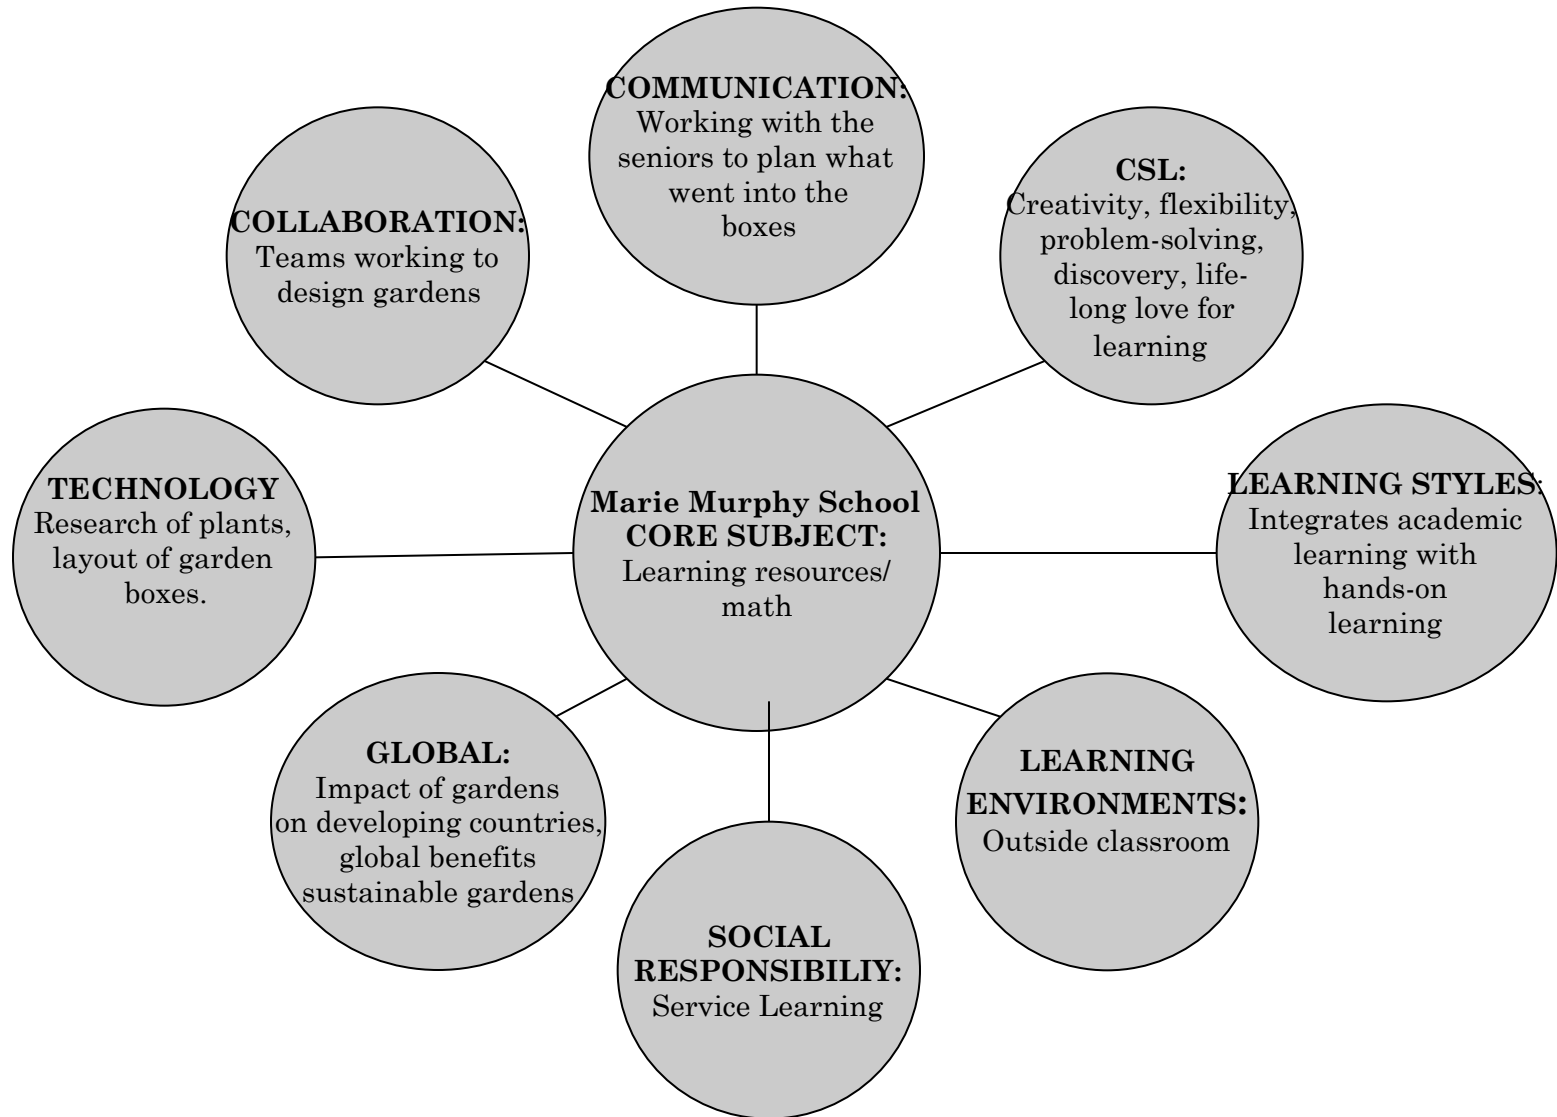 COMMUNICATION:
Working with the
seniors to plan what
went into the
boxes
COLLABORATION:
Teams working to
design gardens
CSL:
Creativity, flexibility,
problem-solving,
discovery, life-
long love for
learning
TECHNOLOGY
Research of plants,
layout of garden
boxes.
Marie Murphy School
CORE SUBJECT:
Learning resources/
math
LEARNING STYLES:
Integrates academic
learning with
hands-on
learning
GLOBAL:
Impact of gardens
on developing countries,
global benefits
sustainable gardens
LEARNING
ENVIRONMENTS:
Outside classroom
SOCIAL
RESPONSIBILIY:
Service Learning